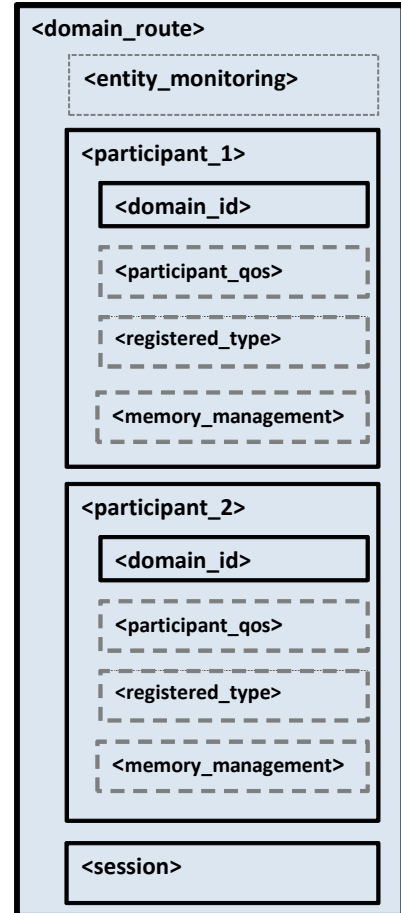 <domain_route>
<entity_monitoring>
<participant_1>
<domain_id>
<participant_qos>
<registered_type>
<memory_management>
<participant_2>
<domain_id>
<participant_qos>
<registered_type>
<memory_management>
<session>